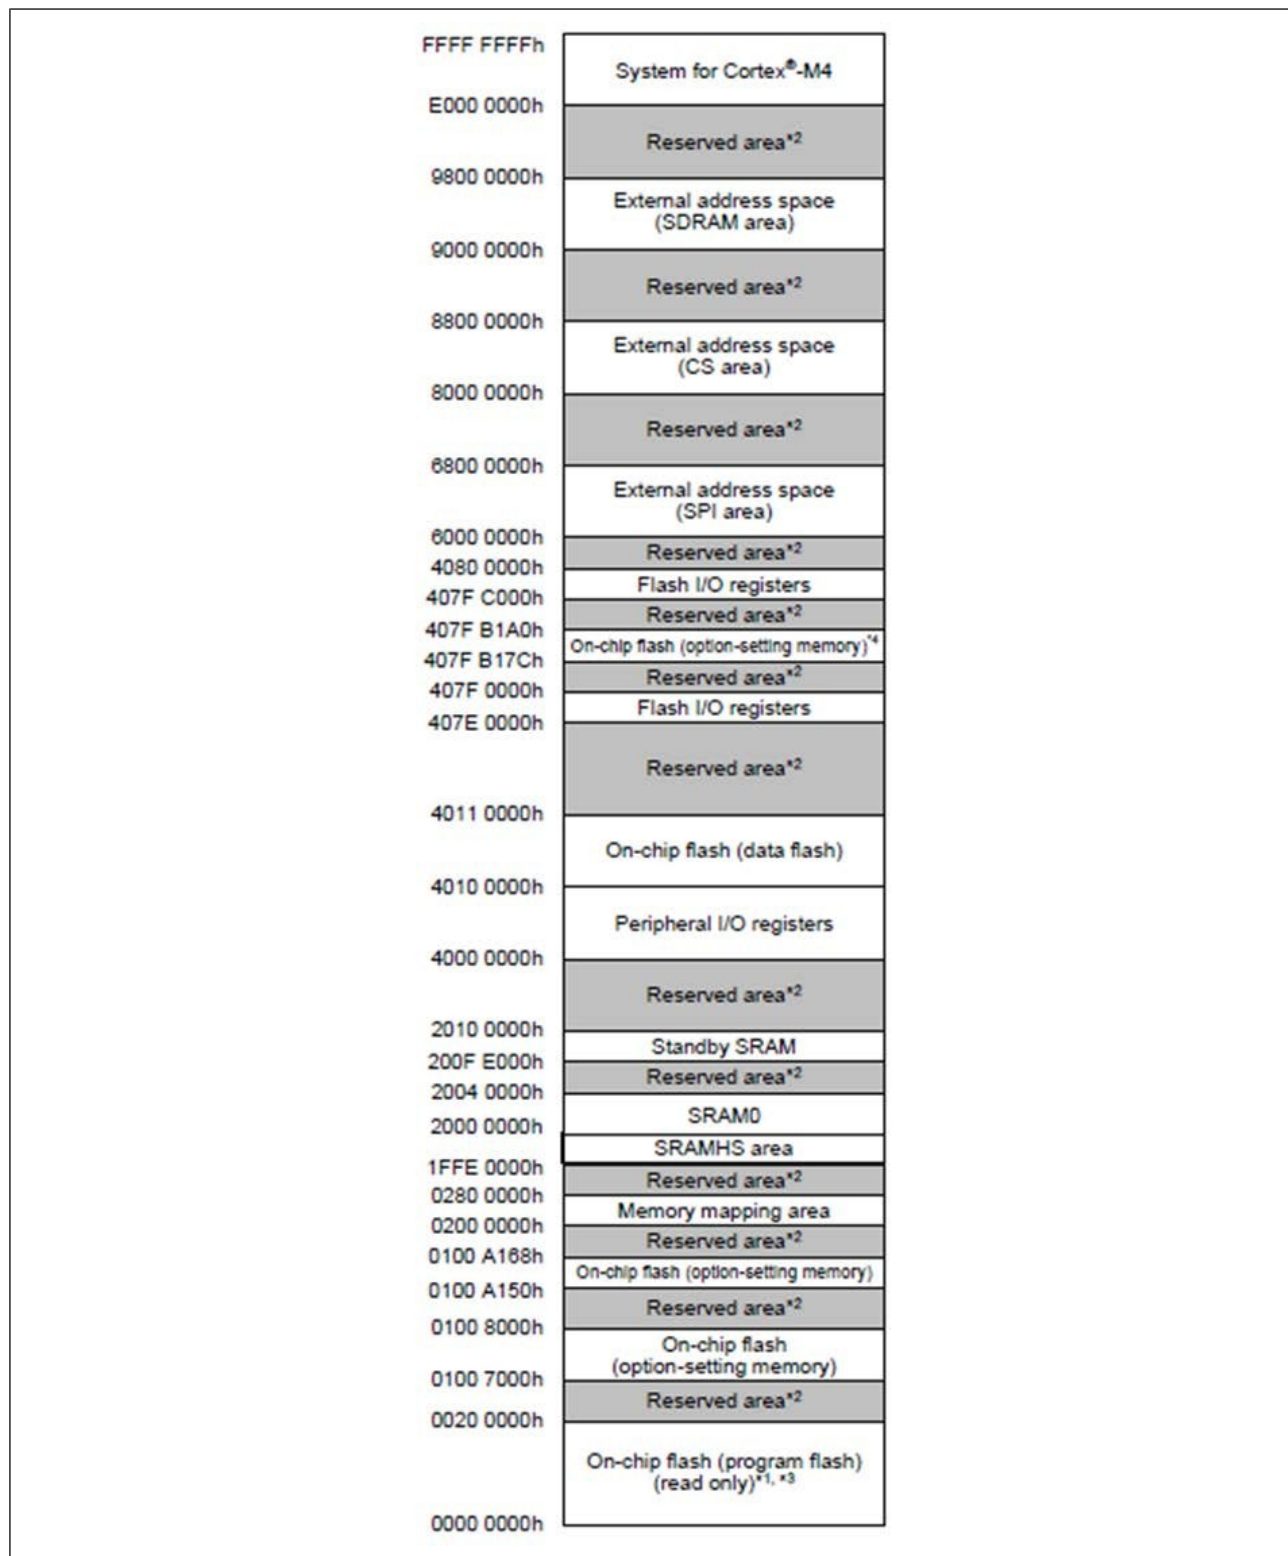 FFFF FFFFh
System for Cortex®-M4
E000 0000h
Reserved area*2
9800 0000h
External address space
(SDRAM area)
9000 0000h
Reserved area*2
8800 0000h
External address space
(CS area)
8000 0000h
Reserved area*2
6800 0000h
External address space
(SPI area)
6000 0000h
Reserved area*2
4080 0000h
Flash I/O registers
407F C000h
Reserved area*2
407F B1A0h
On-chip flash (option-setting memory)*4
407F B17Ch
Reserved area*2
407F 0000h
Flash I/O registers
407E 0000h
Reserved area*2
4011 0000h
On-chip flash (data flash)
4010 0000h
Peripheral I/O registers
4000 0000h
Reserved area*2
2010 0000h
Standby SRAM
200F E000h
Reserved area*2
2004 0000h
SRAM0
2000 0000h
SRAMHS area
1FFE 0000h
Reserved area*2
0280 0000h
Memory mapping area
0200 0000h
Reserved area*2
0100 A168h
On-chip flash (option-setting memory)
0100 A150h
Reserved area*2
0100 8000h
On-chip flash
(option-setting memory)
0100 7000h
Reserved area*2
0020 0000h
On-chip flash (program flash)
(read only)*1, *3
0000 0000h